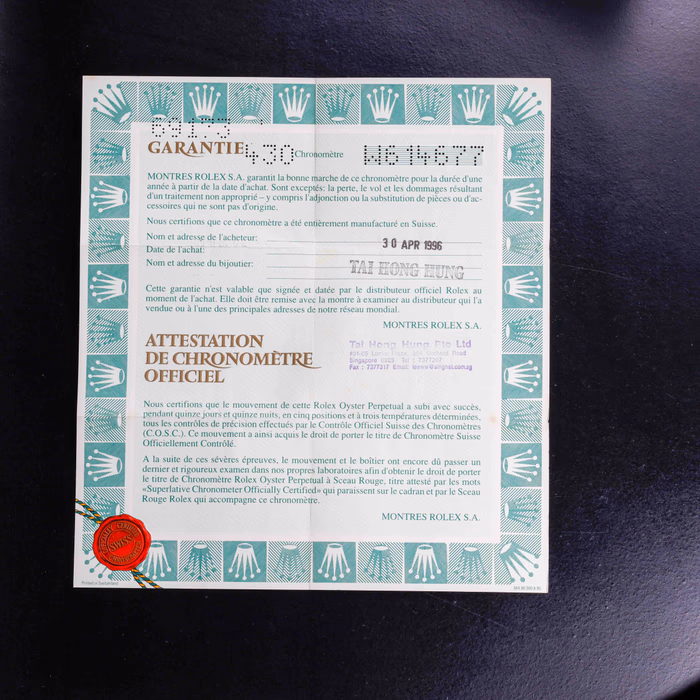 69173
GARANTIE 430 Chronomètre W614677
MONTRES ROLEX S.A. garantit la bonne marche de ce chronomètre pour la durée d'une
année à partir de la date d'achat. Sont exceptés: la perte, le vol et les dommages résultant
d'un traitement non approprié – y compris l'adjonction ou la substitution de pièces ou d'ac-
cessoires qui ne sont pas d'origine.
Nous certifions que ce chronomètre a été entièrement manufacturé en Suisse.
Nom et adresse de l'acheteur:
Date de l'achat: 30 APR 1996
Nom et adresse du bijoutier: TAI HONG HUNG
Cette garantie n'est valable que signée et datée par le distributeur officiel Rolex au
moment de l'achat. Elle doit être remise avec la montre à examiner au distributeur qui l'a
vendue ou à l'une des principales adresses de notre réseau mondial.
MONTRES ROLEX S.A.
ATTESTATION
DE CHRONOMÈTRE
OFFICIEL
Tai Hong Hung Pte Ltd
Singapore
Fax : 7377317 Email:
Nous certifions que le mouvement de cette Rolex Oyster Perpetual a subi avec succès,
pendant quinze jours et quinze nuits, en cinq positions et à trois températures déterminées,
tous les contrôles de précision effectués par le Contrôle Officiel Suisse des Chronomètres
(C.O.S.C.). Ce mouvement a ainsi acquis le droit de porter le titre de Chronomètre Suisse
Officiellement Contrôlé.
A la suite de ces sévères épreuves, le mouvement et le boîtier ont encore dû passer un
dernier et rigoureux examen dans nos propres laboratoires afin d'obtenir le droit de porter
le titre de Chronomètre Rolex Oyster Perpetual à Sceau Rouge, titre attesté par les mots
«Superlative Chronometer Officially Certified» qui paraissent sur le cadran et par le Sceau
Rouge Rolex qui accompagne ce chronomètre.
MONTRES ROLEX S.A.
Printed in Switzerland